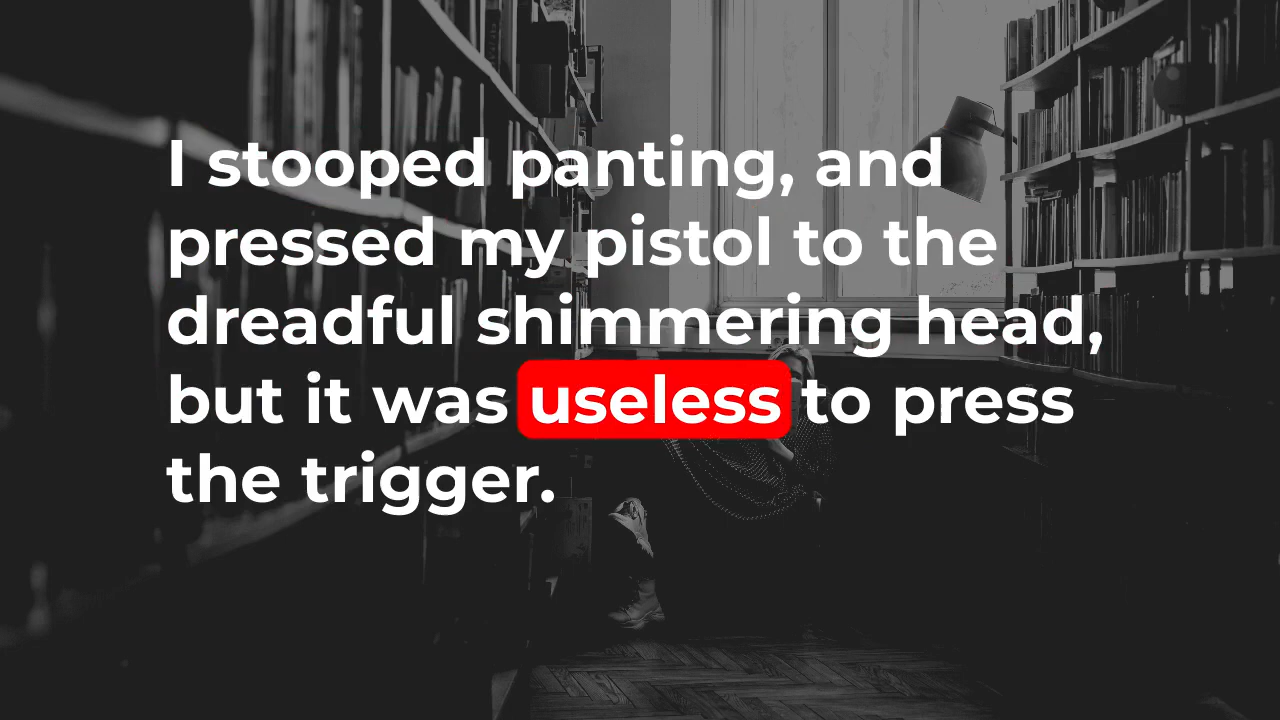 I stooped panting, and
pressed my pistol to the
dreadful shimmering head,
but it was useless to press
the trigger.